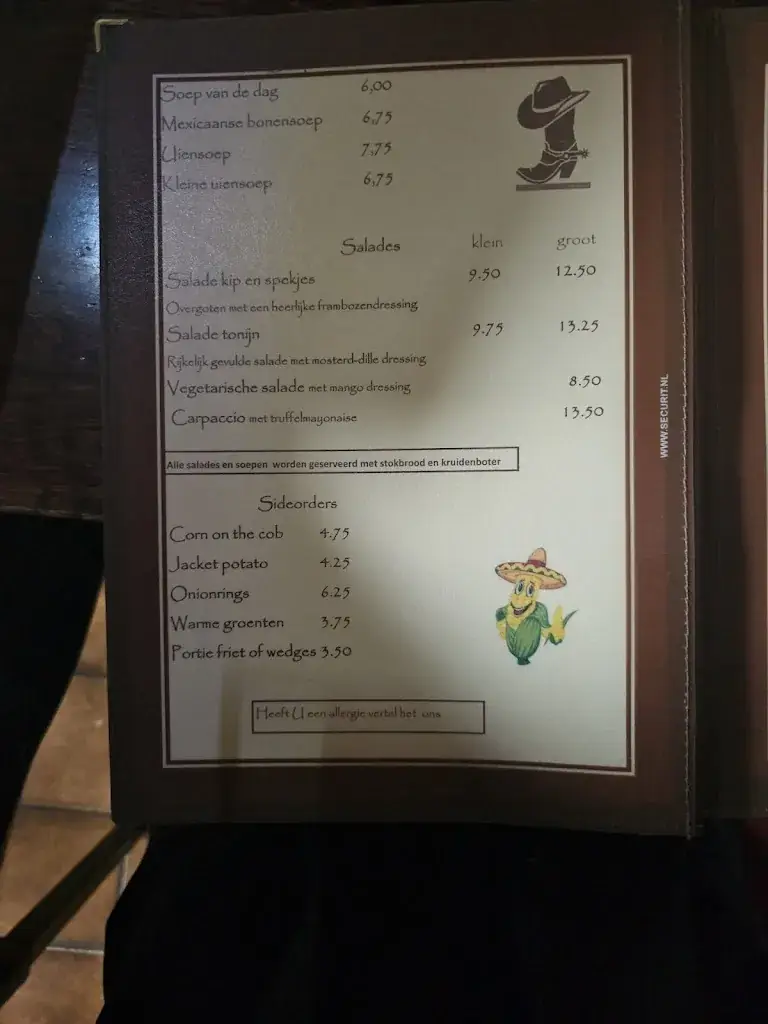 Soep van de dag 6,00
Mexicaanse bonensoep 6,75
Uiensoep 7,75
Kleine uiensoep 6,75
Salades klein groot
Salade kip en spekjes 9.50 12.50
Overgoten met een heerlijke frambozendressing
Salade tonijn 9.75 13.25
Rijkelijk gevulde salade met mosterd-dille dressing
Vegetarische salade met mango dressing 8.50
Carpaccio met truffelmayonaise 13.50
Alle salades en soepen worden geserveerd met stokbrood en kruidenboter
Sideorders
Corn on the cob 4.75
Jacket potato 4.25
Onionrings 6.25
Warme groenten 3.75
Portie friet of wedges 3.50
Heeft U een allergie vertel het ons
WWW.SECURIT.NL